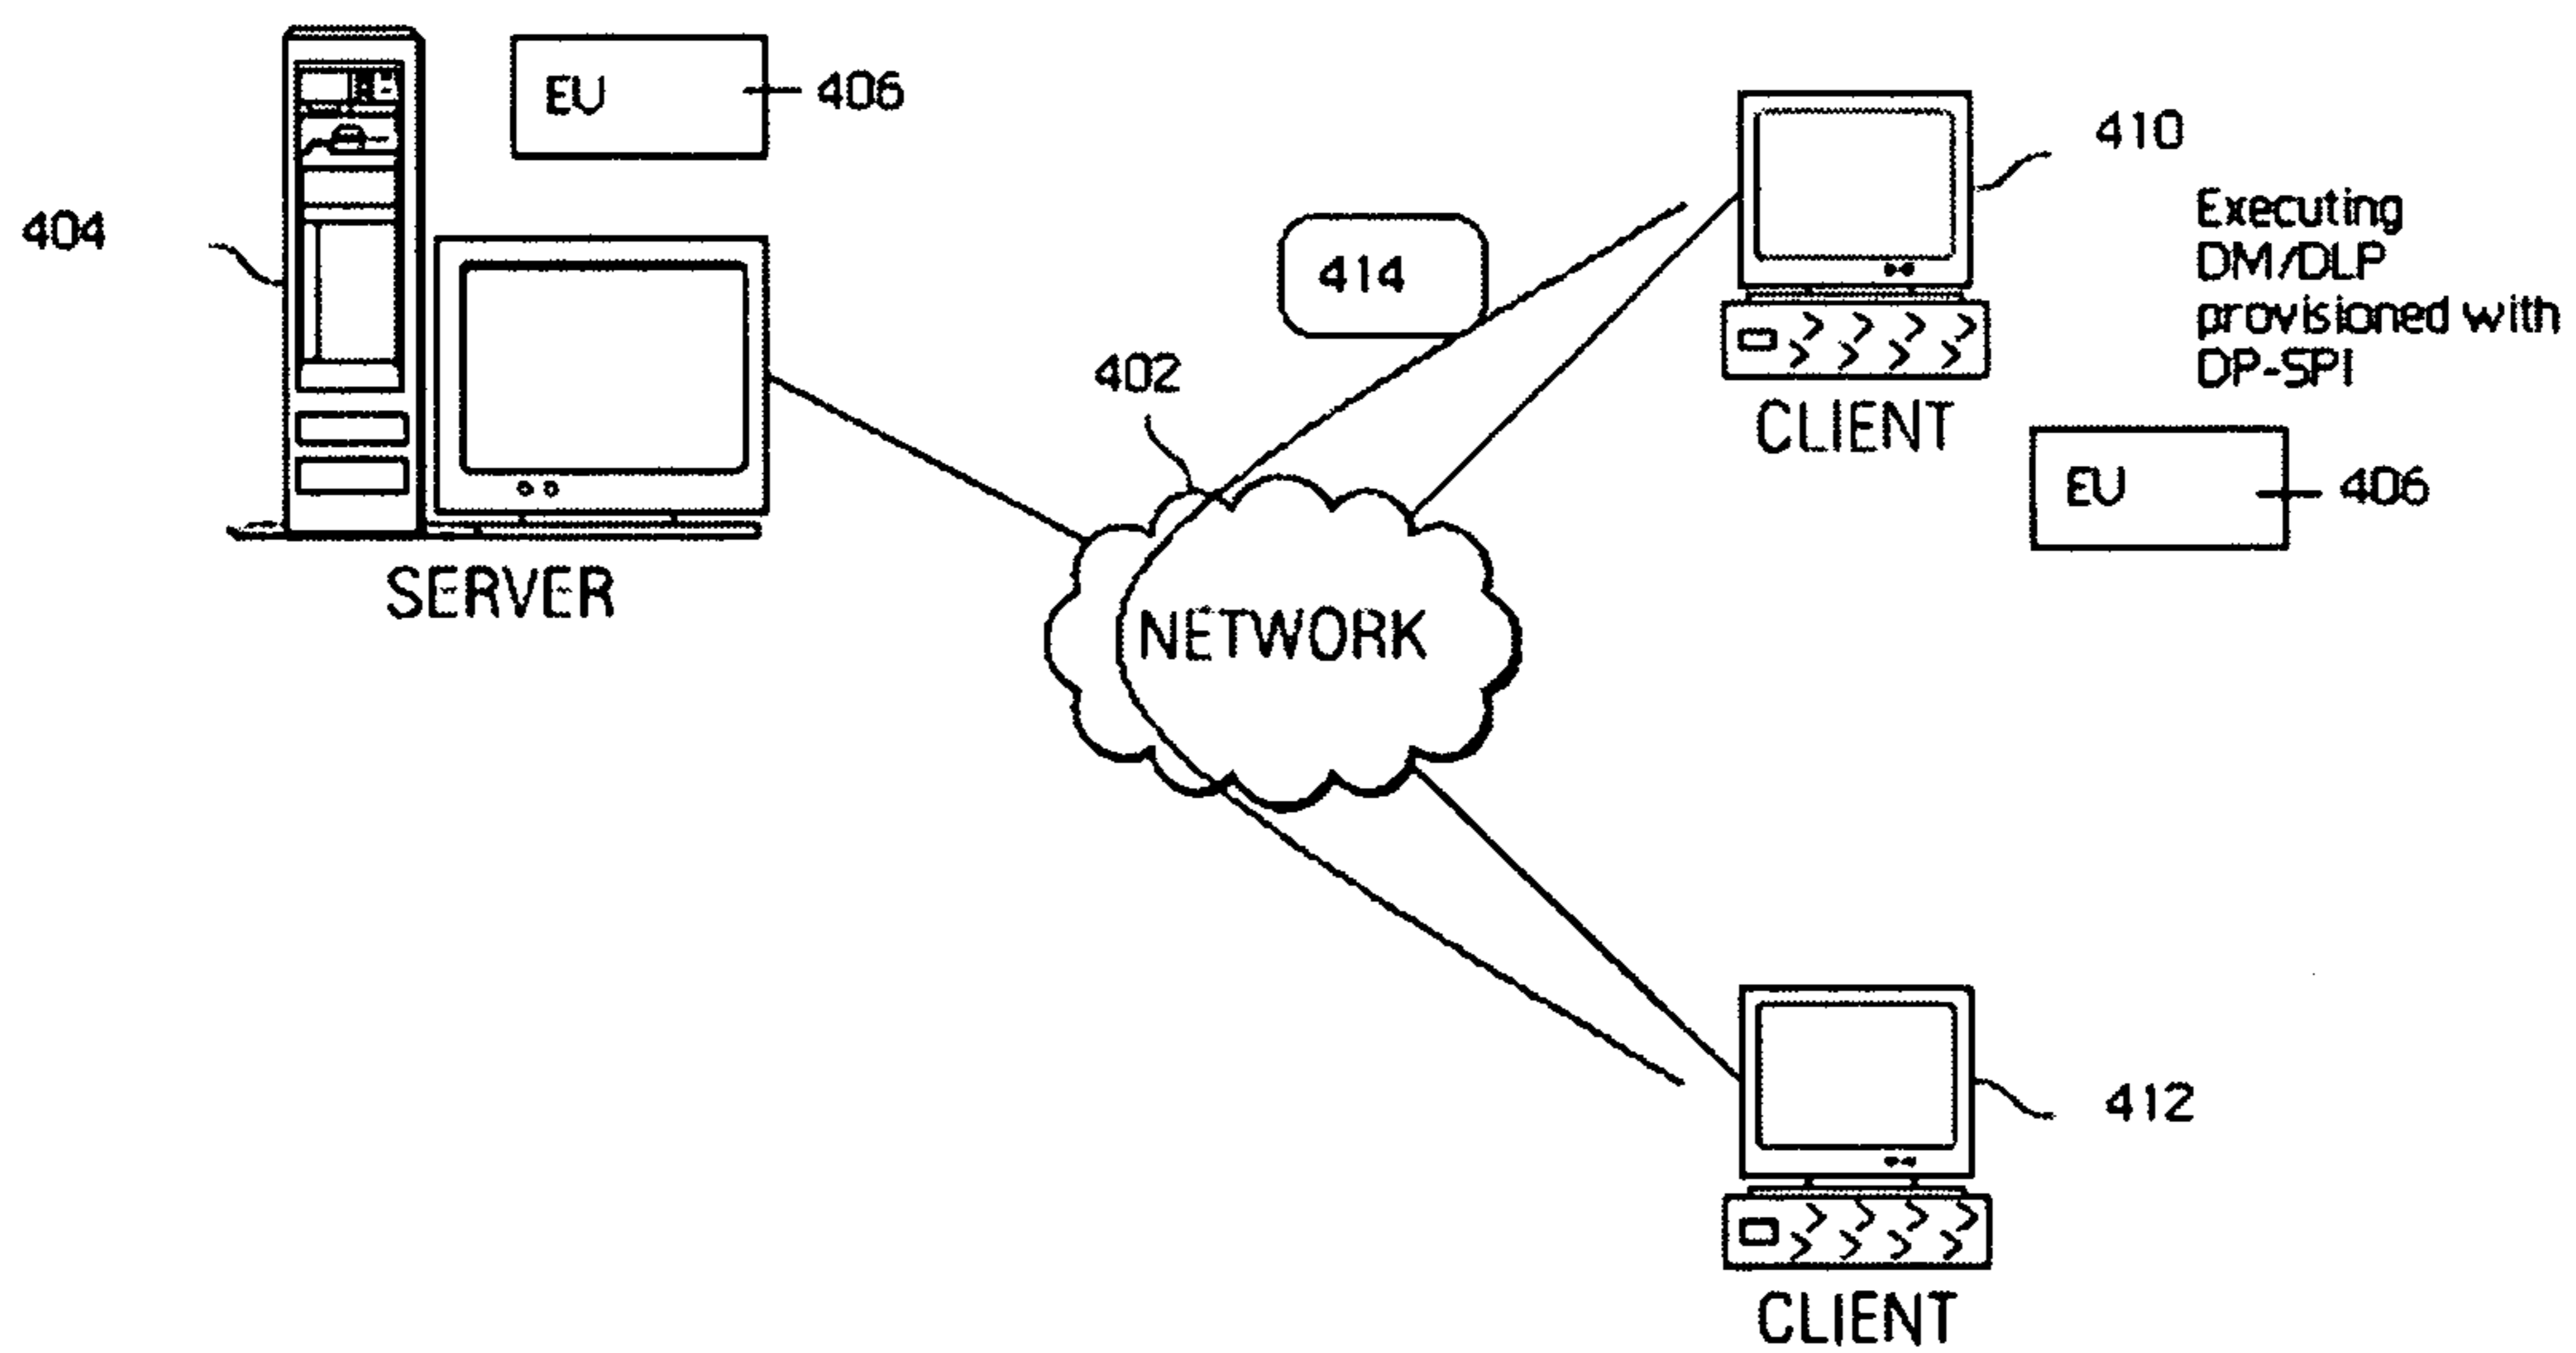 EU
406
404
SERVER
414
402
NETWORK
410
Executing
DM/DLP
provisioned with
DP-SPI
CLIENT
EU
406
412
CLIENT